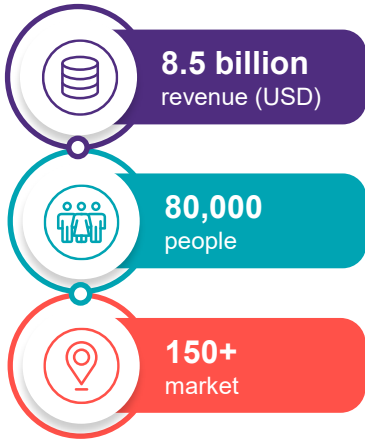 8.5 billion
revenue (USD)
80,000
people
150+
market